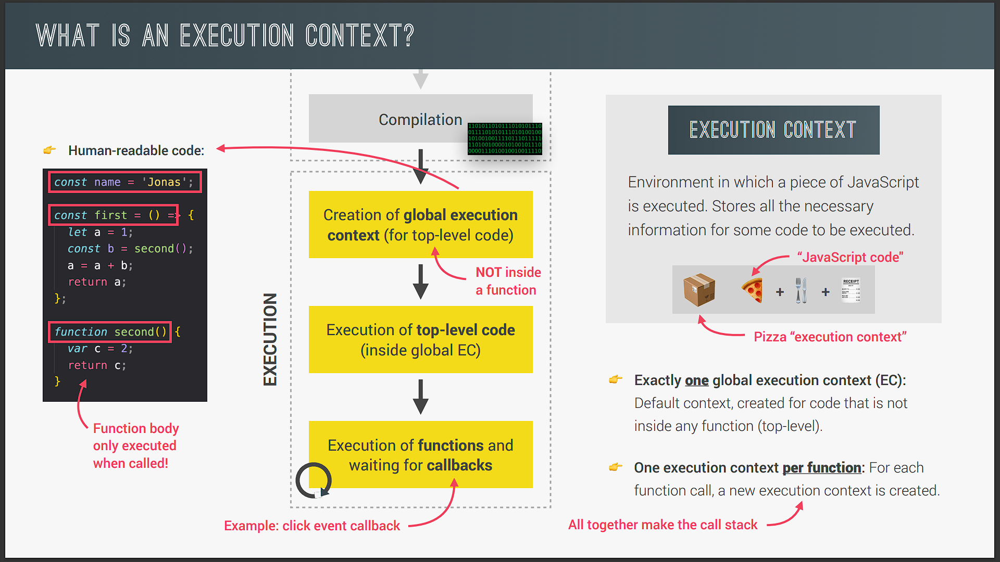 WHAT IS AN EXECUTION CONTEXT?
Compilation
1101011010111010101110
01111010101110101001001
10100100111101110111111
11010010000101001011101
00001110100100100111101
👉 Human-readable code:
const name = 'Jonas';
const first = () => {
let a = 1;
const b = second();
a = a + b;
return a;
};
function second() {
var c = 2;
return c;
}
Function body
only executed
when called!
EXECUTION
Creation of global execution
context (for top-level code)
NOT inside
a function
Execution of top-level code
(inside global EC)
Execution of functions and
waiting for callbacks
Example: click event callback
EXECUTION CONTEXT
Environment in which a piece of JavaScript
is executed. Stores all the necessary
information for some code to be executed.
“JavaScript code”
+ +
RECEIPT
Pizza “execution context”
👉 Exactly one global execution context (EC):
Default context, created for code that is not
inside any function (top-level).
👉 One execution context per function: For each
function call, a new execution context is created.
All together make the call stack